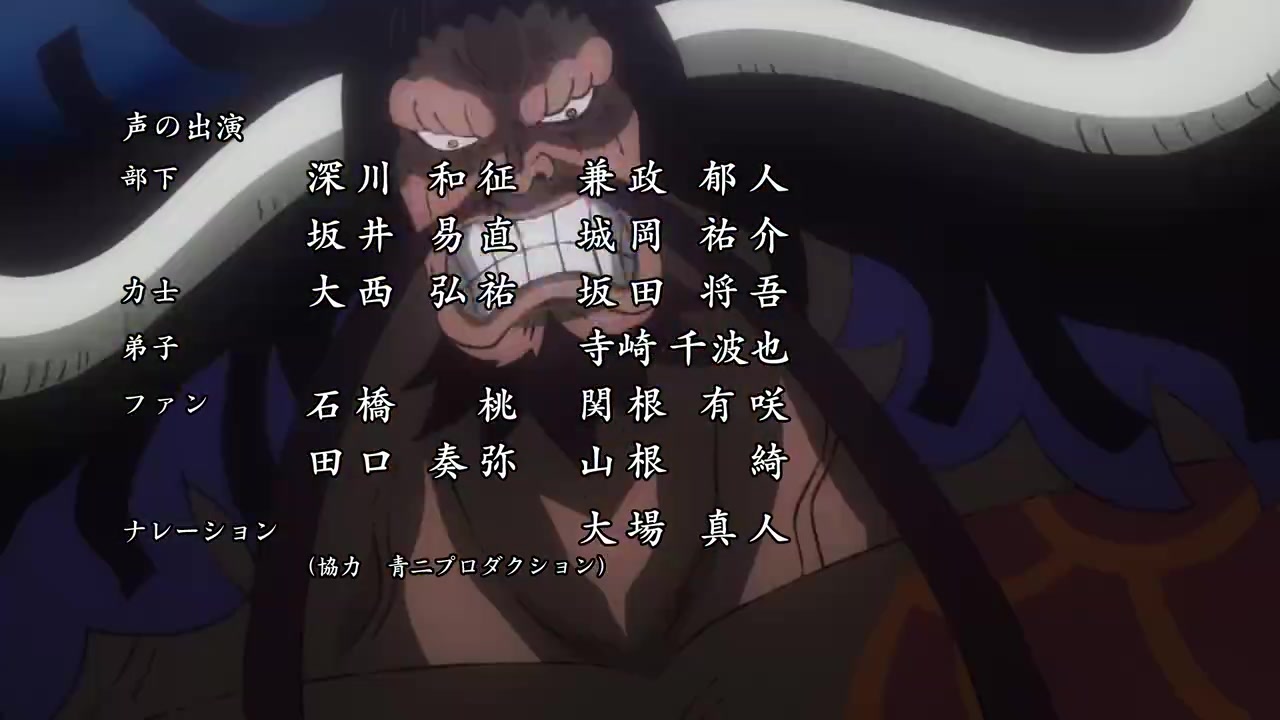 声の出演
部下 深川 和征 兼政 郁人
坂井 易直 城岡 祐介
力士 大西 弘祐 坂田 将吾
弟子 寺崎 千波也
ファン 石橋 桃 関根 有咲
田口 奏弥 山根 綺
ナレーション 大場 真人
(協力 青二プロダクション)